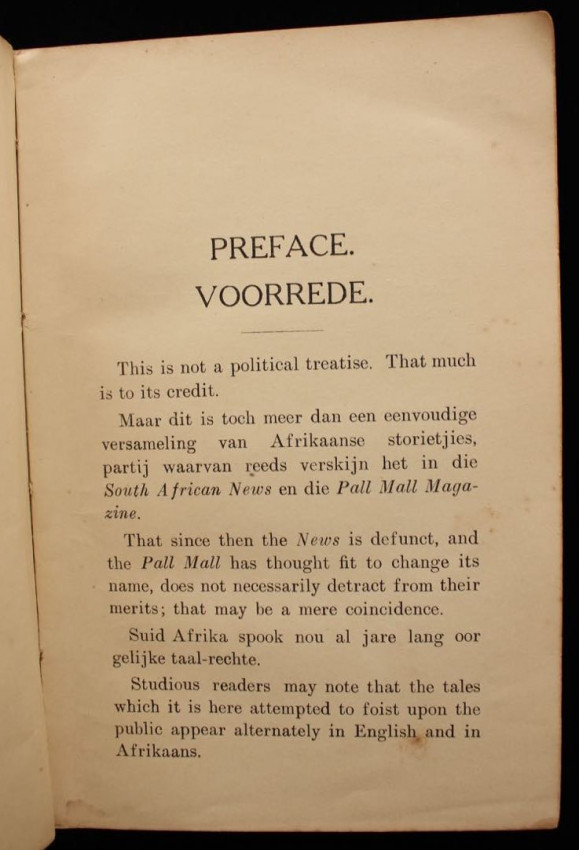 PREFACE.
VOORREDE.
This is not a political treatise. That much
is to its credit.
Maar dit is toch meer dan een eenvoudige
versameling van Afrikaanse storietjies,
partij waarvan reeds verskijn het in die
South African News en die Pall Mall Maga-
zine.
That since then the News is defunct, and
the Pall Mall has thought fit to change its
name, does not necessarily detract from their
merits; that may be a mere coincidence.
Suid Afrika spook nou al jare lang oor
gelijke taal-rechte.
Studious readers may note that the tales
which it is here attempted to foist upon the
public appear alternately in English and in
Afrikaans.